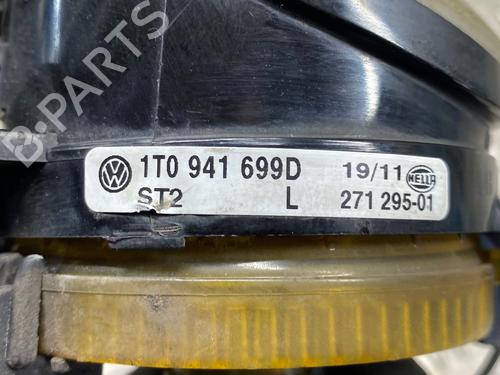 B-PARTS
VW 1T0 941 699D 19/11 HELLA
ST2 L 271 295-01